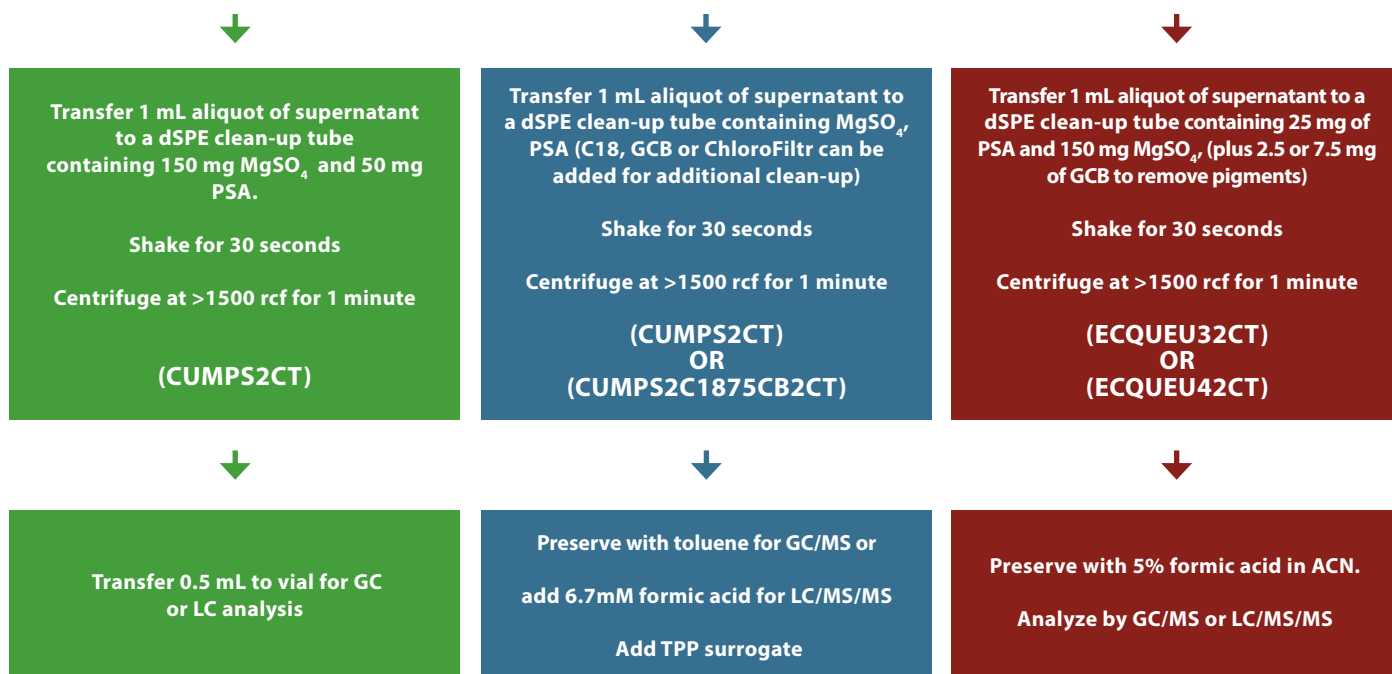 Transfer 1 mL aliquot of supernatant
to a dSPE clean-up tube
containing 150 mg MgSO₄ and 50 mg
PSA.
Shake for 30 seconds
Centrifuge at >1500 rcf for 1 minute
(CUMPS2CT)
Transfer 1 mL aliquot of supernatant to
a dSPE clean-up tube containing MgSO₄,
PSA (C18, GCB or ChloroFiltr can be
added for additional clean-up)
Shake for 30 seconds
Centrifuge at >1500 rcf for 1 minute
(CUMPS2CT)
OR
(CUMPS2C1875CB2CT)
Transfer 1 mL aliquot of supernatant to a
dSPE clean-up tube containing 25 mg of
PSA and 150 mg MgSO₄, (plus 2.5 or 7.5 mg
of GCB to remove pigments)
Shake for 30 seconds
Centrifuge at >1500 rcf for 1 minute
(ECQUEU32CT)
OR
(ECQUEU42CT)
Transfer 0.5 mL to vial for GC
or LC analysis
Preserve with toluene for GC/MS or
add 6.7mM formic acid for LC/MS/MS
Add TPP surrogate
Preserve with 5% formic acid in ACN.
Analyze by GC/MS or LC/MS/MS